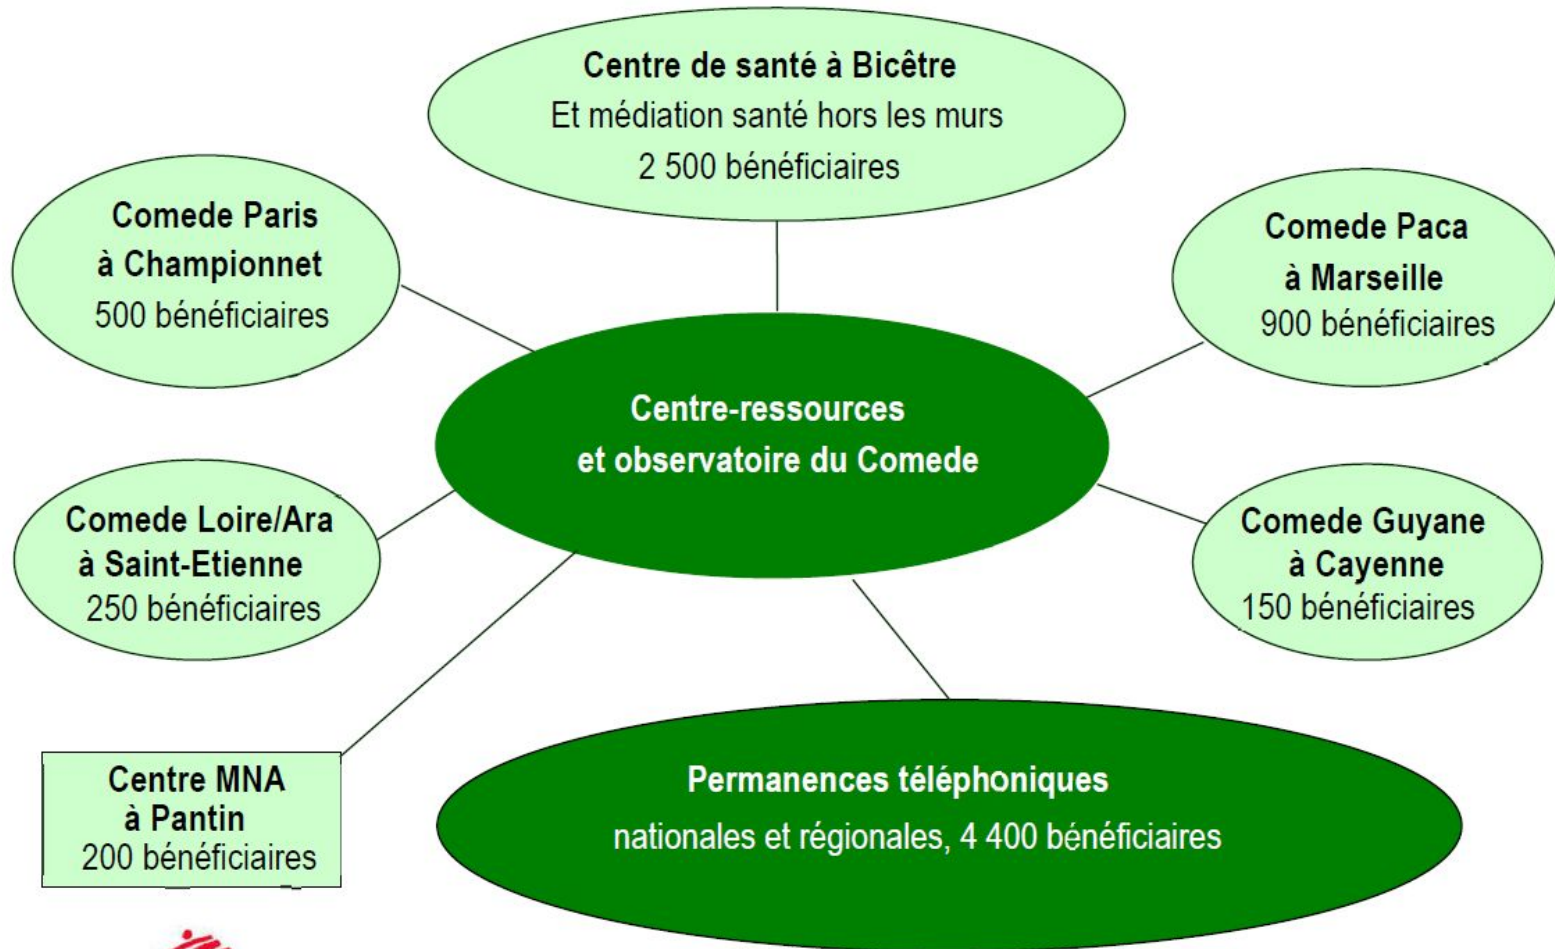 Centre de santé à Bicêtre
Et médiation santé hors les murs
2 500 bénéficiaires
Comede Paris
à Championnet
500 bénéficiaires
Comede Paca
à Marseille
900 bénéficiaires
Centre-ressources
et observatoire du Comede
Comede Loire/Ara
à Saint-Etienne
250 bénéficiaires
Comede Guyane
à Cayenne
150 bénéficiaires
Centre MNA
à Pantin
200 bénéficiaires
Permanences téléphoniques
nationales et régionales, 4 400 bénéficiaires